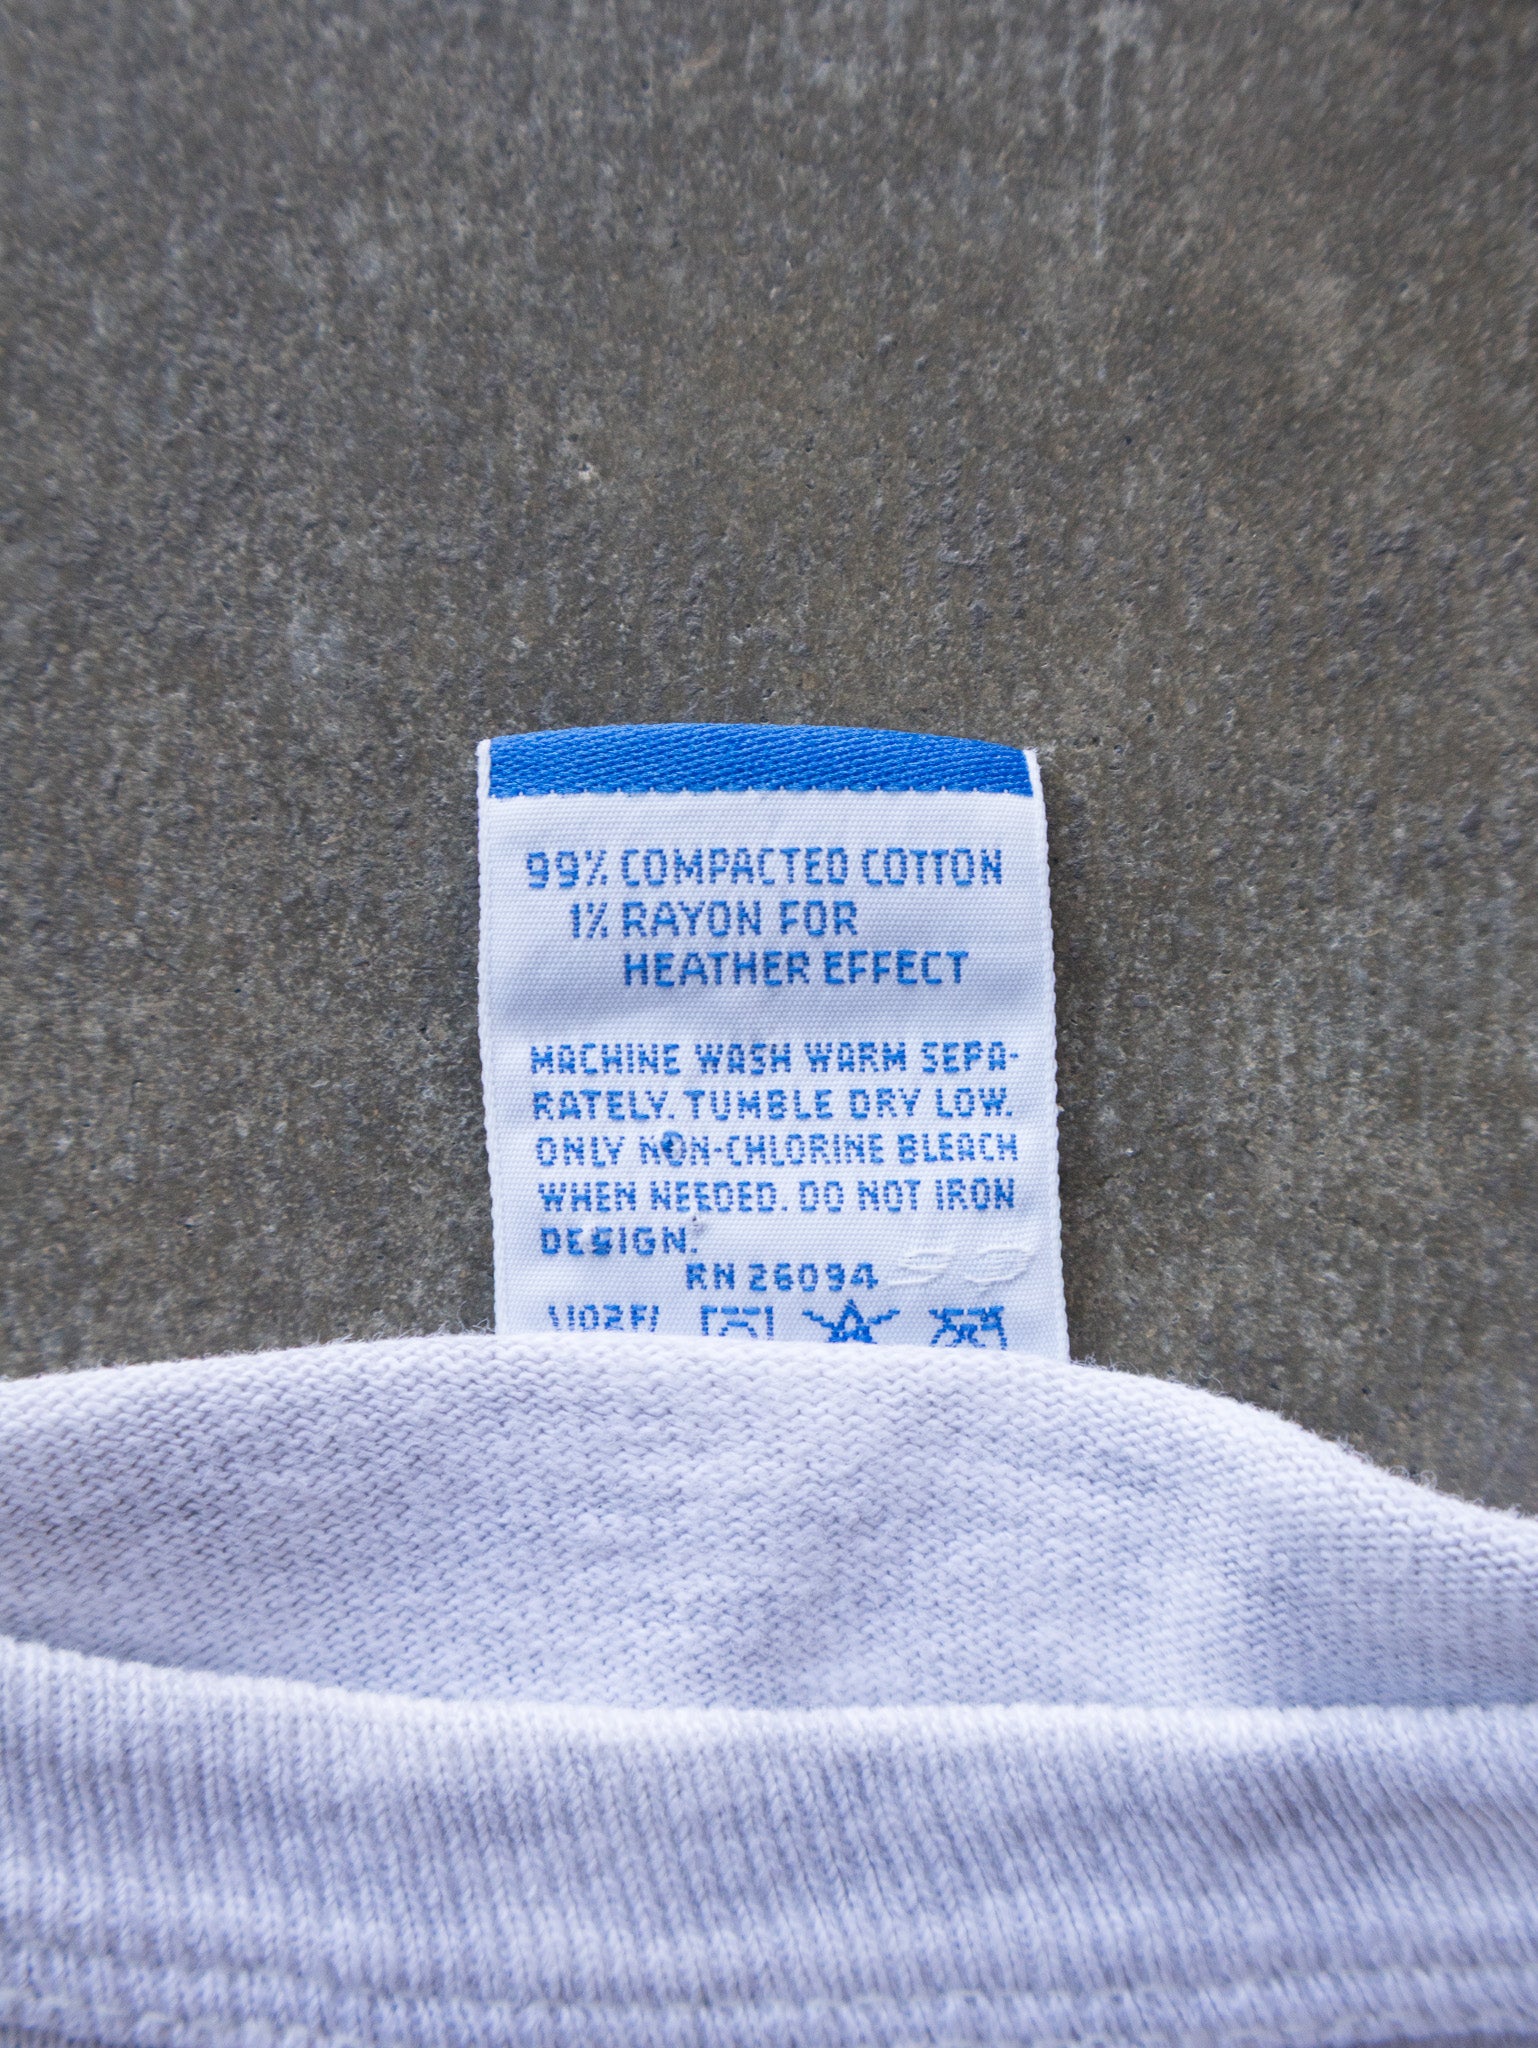 99% COMPACTED COTTON
1% RAYON FOR
HEATHER EFFECT
MACHINE WASH WARM SEPA-
RATELY. TUMBLE DRY LOW.
ONLY NON-CHLORINE BLEACH
WHEN NEEDED. DO NOT IRON
DESIGN.
RN 26094